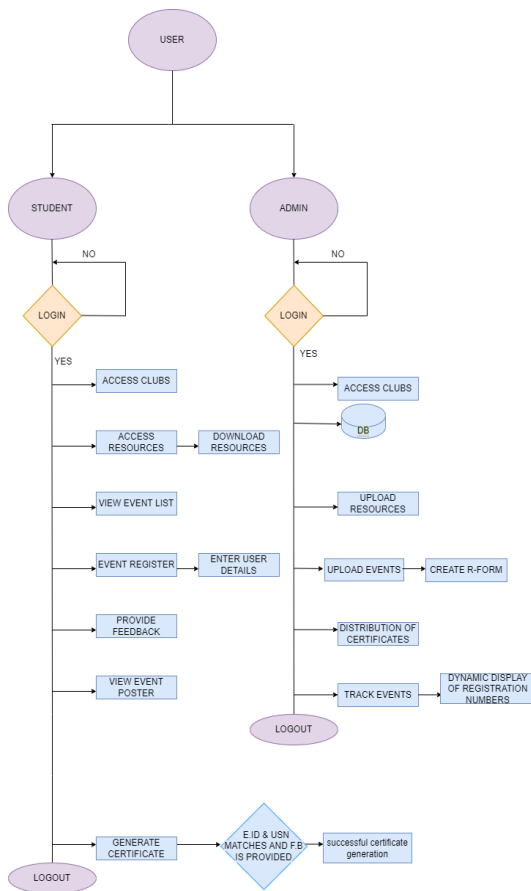 USER
STUDENT
ADMIN
NO
NO
LOGIN
LOGIN
YES
YES
ACCESS CLUBS
ACCESS CLUBS
DB
ACCESS
RESOURCES
DOWNLOAD
RESOURCES
VIEW EVENT LIST
UPLOAD
RESOURCES
EVENT REGISTER
ENTER USER
DETAILS
UPLOAD EVENTS
CREATE R-FORM
PROVIDE
FEEDBACK
DISTRIBUTION OF
CERTIFICATES
VIEW EVENT
POSTER
TRACK EVENTS
DYNAMIC DISPLAY
OF REGISTRATION
NUMBERS
LOGOUT
GENERATE
CERTIFICATE
E.ID & USN
MATCHES AND F.B
IS PROVIDED
successful certificate
generation
LOGOUT